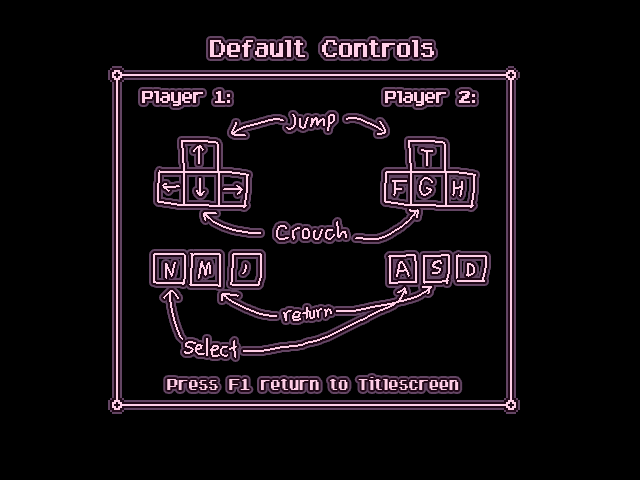 Default Controls
Player 1: Player 2:
Jump
↑ T
← ↓ → F G H
Crouch
N M , A S D
return
Select
Press F1 return to Titlescreen